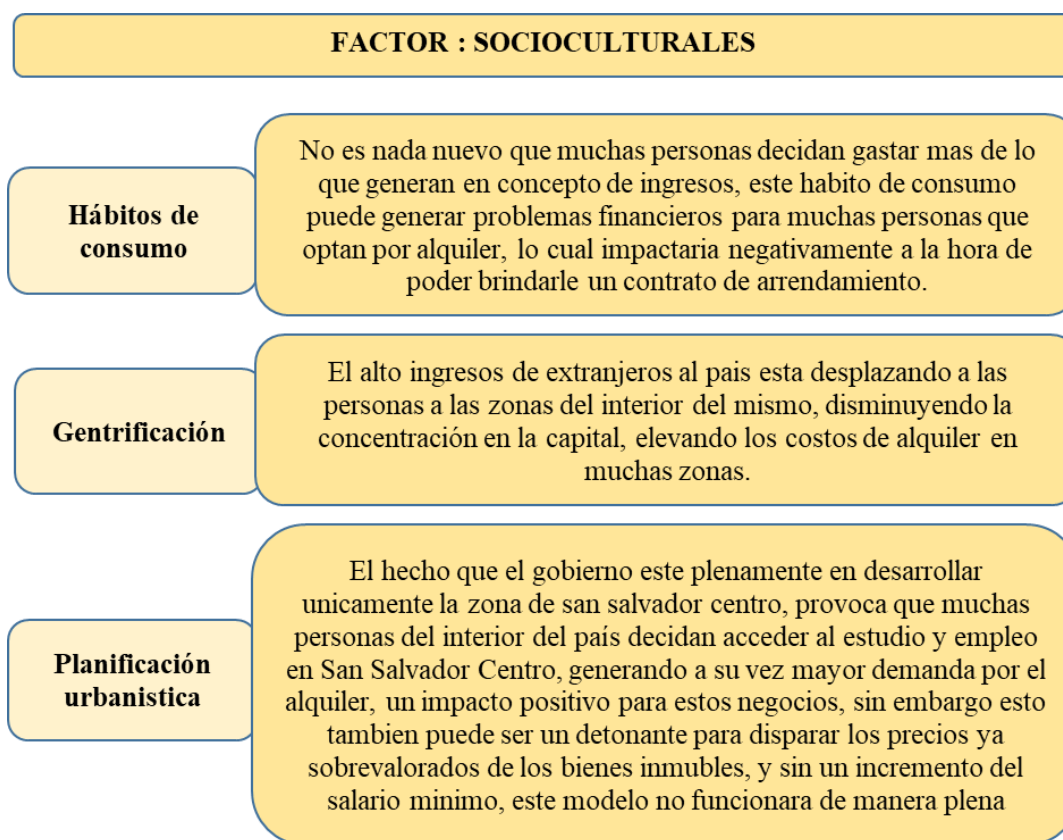 FACTOR : SOCIOCULTURALES
Hábitos de
consumo
No es nada nuevo que muchas personas decidan gastar mas de lo
que generan en concepto de ingresos, este habito de consumo
puede generar problemas financieros para muchas personas que
optan por alquiler, lo cual impactaria negativamente a la hora de
poder brindarle un contrato de arrendamiento.
Gentrificación
El alto ingresos de extranjeros al pais esta desplazando a las
personas a las zonas del interior del mismo, disminuyendo la
concentración en la capital, elevando los costos de alquiler en
muchas zonas.
Planificación
urbanistica
El hecho que el gobierno este plenamente en desarrollar
unicamente la zona de san salvador centro, provoca que muchas
personas del interior del país decidan acceder al estudio y empleo
en San Salvador Centro, generando a su vez mayor demanda por el
alquiler, un impacto positivo para estos negocios, sin embargo esto
tambien puede ser un detonante para disparar los precios ya
sobrevalorados de los bienes inmubles, y sin un incremento del
salario minimo, este modelo no funcionara de manera plena